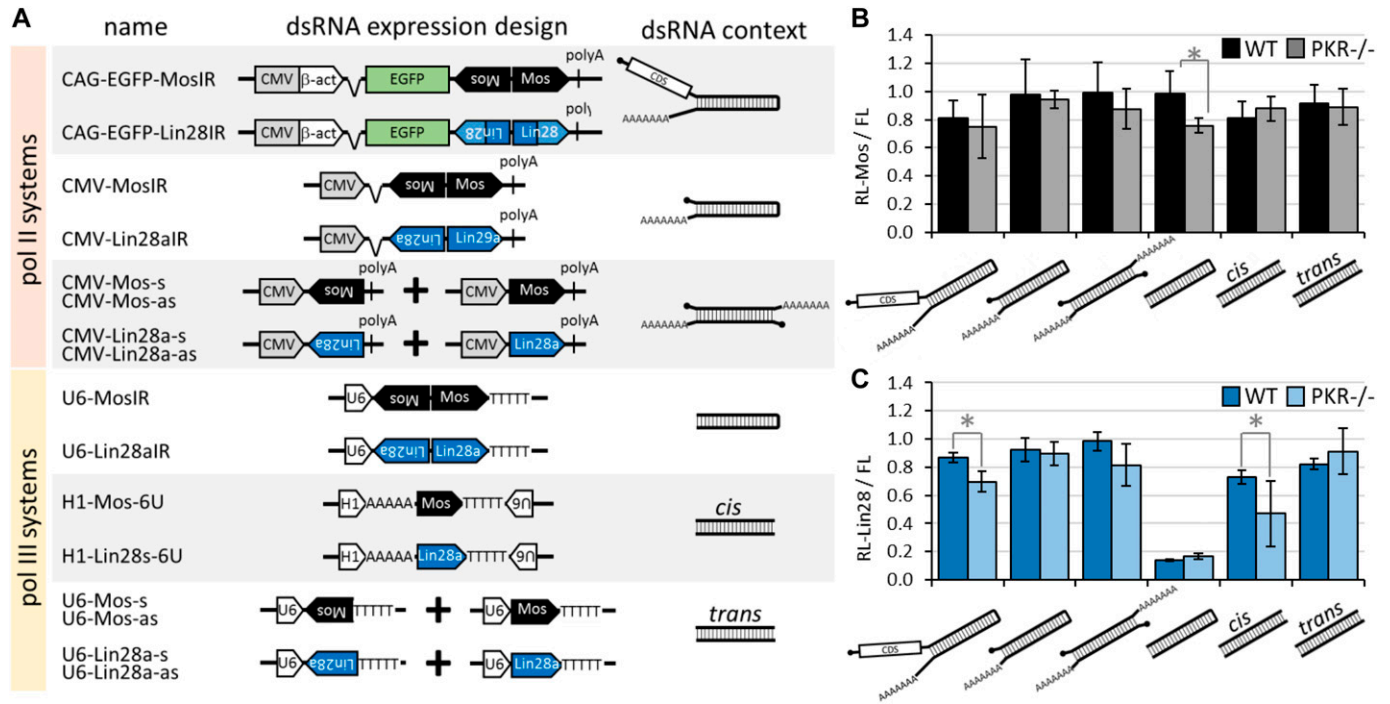 A
name
dsRNA expression design
dsRNA context
pol II systems
pol III systems
CAG-EGFP-MosIR
CMV β-act EGFP Mos Mos polyA
CDS
AAAAAAA
CAG-EGFP-Lin28IR
CMV β-act EGFP Lin28 Lin28 poly
CMV-MosIR
CMV Mos Mos polyA
AAAAAAA
CMV-Lin28aIR
CMV Lin28a Lin26a polyA
CMV-Mos-s
CMV-Mos-as
CMV Mos polyA + CMV Mos polyA
AAAAAAA
AAAAAAA
CMV-Lin28a-s
CMV-Lin28a-as
CMV Lin28a polyA + CMV Lin28a polyA
U6-MosIR
U6 Mos Mos TTTTT
U6-Lin28aIR
U6 Lin28a Lin28a TTTTT
H1-Mos-6U
H1 AAAAA Mos TTTTT U6
cis
H1-Lin28s-6U
H1 AAAAA Lin28a TTTTT U6
U6-Mos-s
U6-Mos-as
U6 Mos TTTTT + U6 Mos TTTTT
trans
U6-Lin28a-s
U6-Lin28a-as
U6 Lin28a TTTTT + U6 Lin28a TTTTT
B
RL-Mos / FL
1.4
1.2
1.0
0.8
0.6
0.4
0.2
0.0
WT PKR-/-
*
CDS
AAAAAAA
AAAAAAA
AAAAAAA
AAAAAAA
cis
trans
C
RL-Lin28 / FL
1.4
1.2
1.0
0.8
0.6
0.4
0.2
0.0
WT PKR-/-
*
*
CDS
AAAAAAA
AAAAAAA
AAAAAAA
AAAAAAA
cis
trans